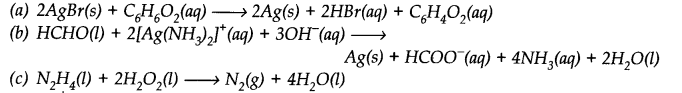 (a) 2AgBr(s) + C₆H₆O₂(aq) ⟶ 2Ag(s) + 2HBr(aq) + C₆H₄O₂(aq)
(b) HCHO(l) + 2[Ag(NH₃)₂]⁺(aq) + 3OH⁻(aq) ⟶
Ag(s) + HCOO⁻(aq) + 4NH₃(aq) + 2H₂O(l)
(c) N₂H₄(l) + 2H₂O₂(l) ⟶ N₂(g) + 4H₂O(l)